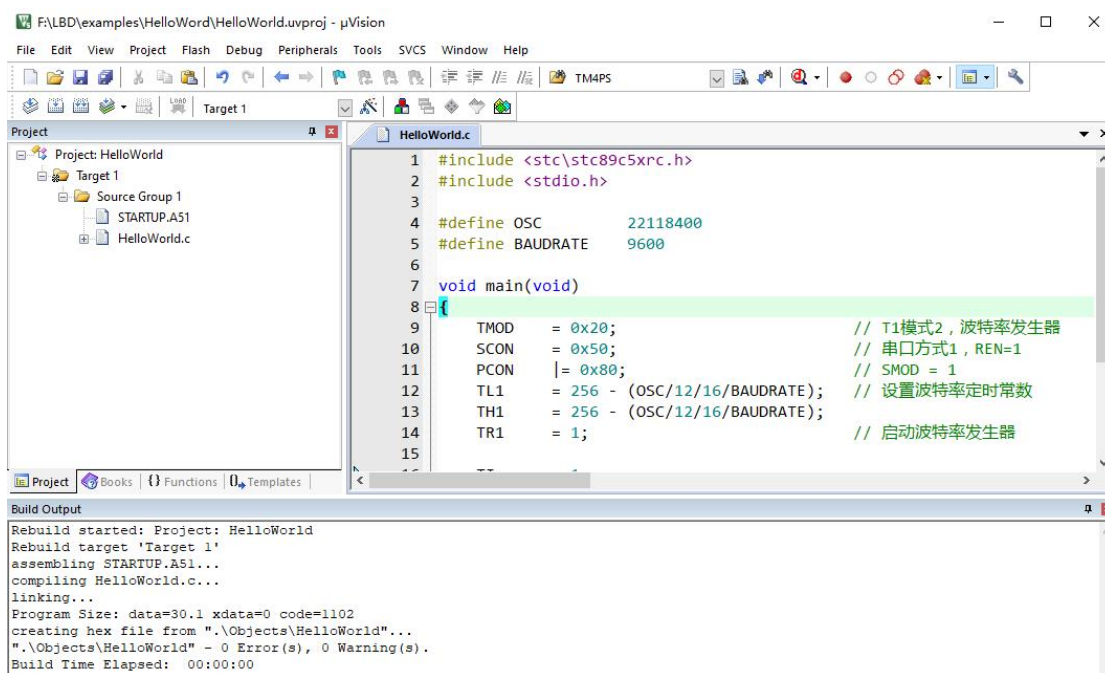 F:\LBD\examples\HelloWord\HelloWorld.uvproj - µVision
File Edit View Project Flash Debug Peripherals Tools SVCS Window Help
TM4PS
LOAD Target 1
Project
Project: HelloWorld
Target 1
Source Group 1
STARTUP.A51
HelloWorld.c
Project Books {} Functions Templates
HelloWorld.c
1 #include <stc\stc89c5xrc.h>
2 #include <stdio.h>
3
4 #define OSC 22118400
5 #define BAUDRATE 9600
6
7 void main(void)
8 {
9 TMOD = 0x20; // T1模式2，波特率发生器
10 SCON = 0x50; // 串口方式1，REN=1
11 PCON |= 0x80; // SMOD = 1
12 TL1 = 256 - (OSC/12/16/BAUDRATE); // 设置波特率定时常数
13 TH1 = 256 - (OSC/12/16/BAUDRATE);
14 TR1 = 1; // 启动波特率发生器
15
Build Output
Rebuild started: Project: HelloWorld
Rebuild target 'Target 1'
assembling STARTUP.A51...
compiling HelloWorld.c...
linking...
Program Size: data=30.1 xdata=0 code=1102
creating hex file from ".\Objects\HelloWorld"...
".\Objects\HelloWorld" - 0 Error(s), 0 Warning(s).
Build Time Elapsed: 00:00:00